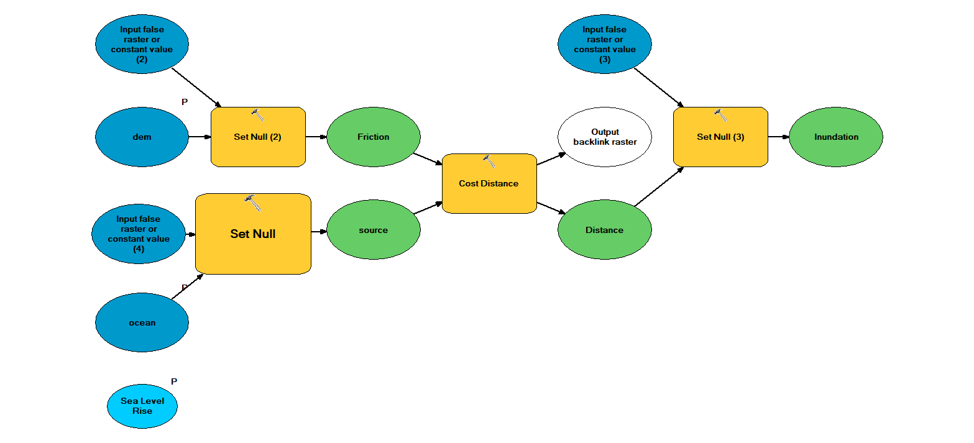 Input false
raster or
constant value
(2)
Input false
raster or
constant value
(3)
P
dem
Set Null (2)
Friction
Output
backlink raster
Set Null (3)
Inundation
Cost Distance
Input false
raster or
constant value
(4)
Set Null
source
Distance
P
ocean
P
Sea Level
Rise